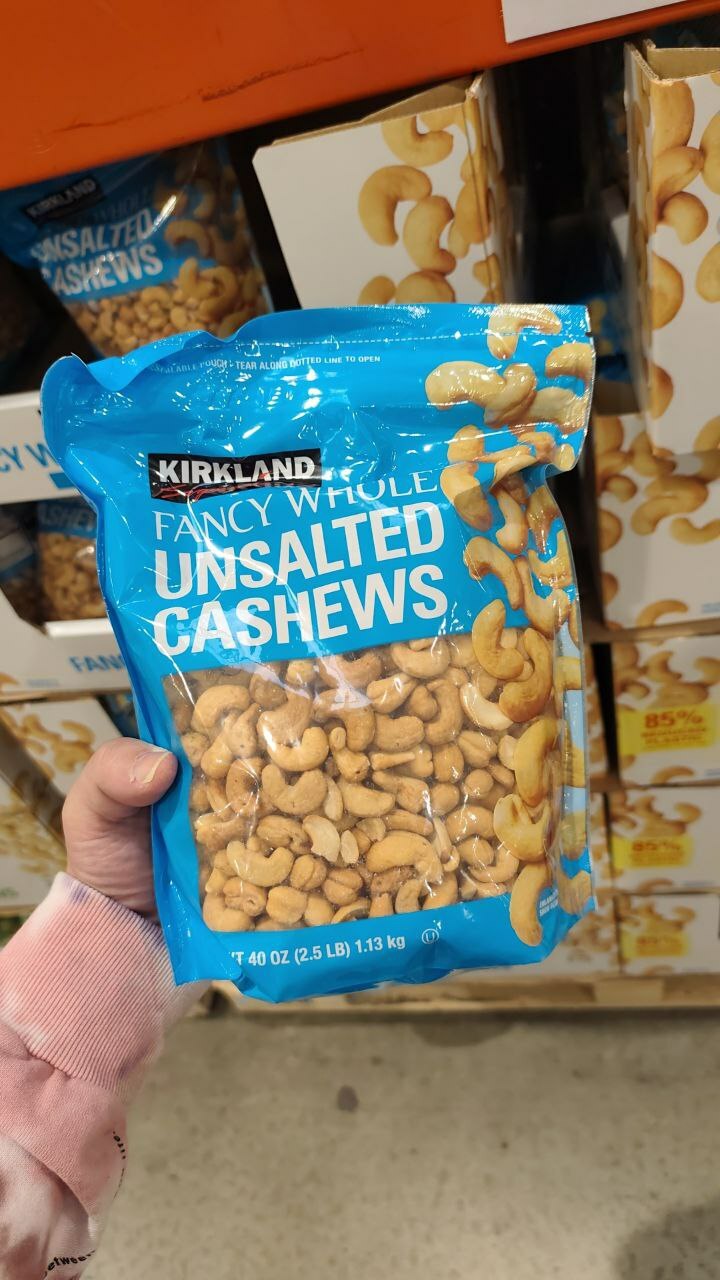 KIRKLAND
UNSALTED
CASHEWS
POUCH - TEAR ALONG DOTTED LINE TO OPEN
KIRKLAND
FANCY WHOLE
UNSALTED
CASHEWS
40 OZ (2.5 LB) 1.13 kg
U
85%
85%
85%